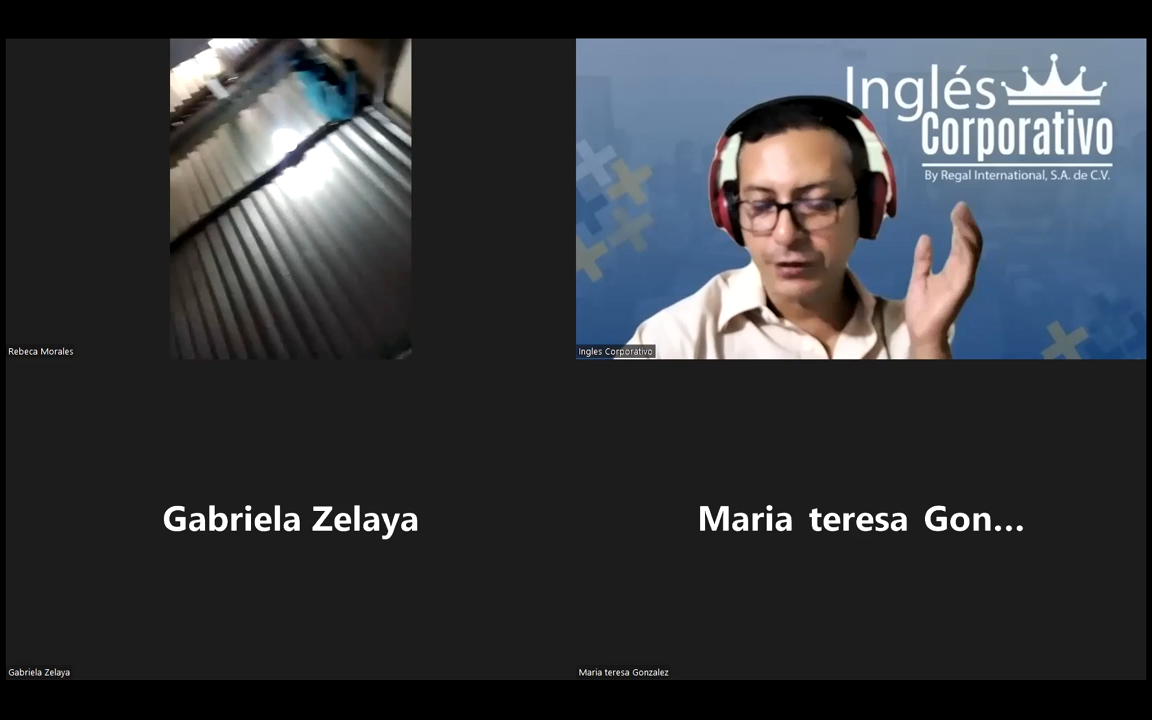 Inglés
Corporativo
By Regal International, S.A. de C.V.
Rebeca Morales
Ingles Corporativo
Gabriela Zelaya
Maria teresa Gon...
Gabriela Zelaya
Maria teresa Gonzalez